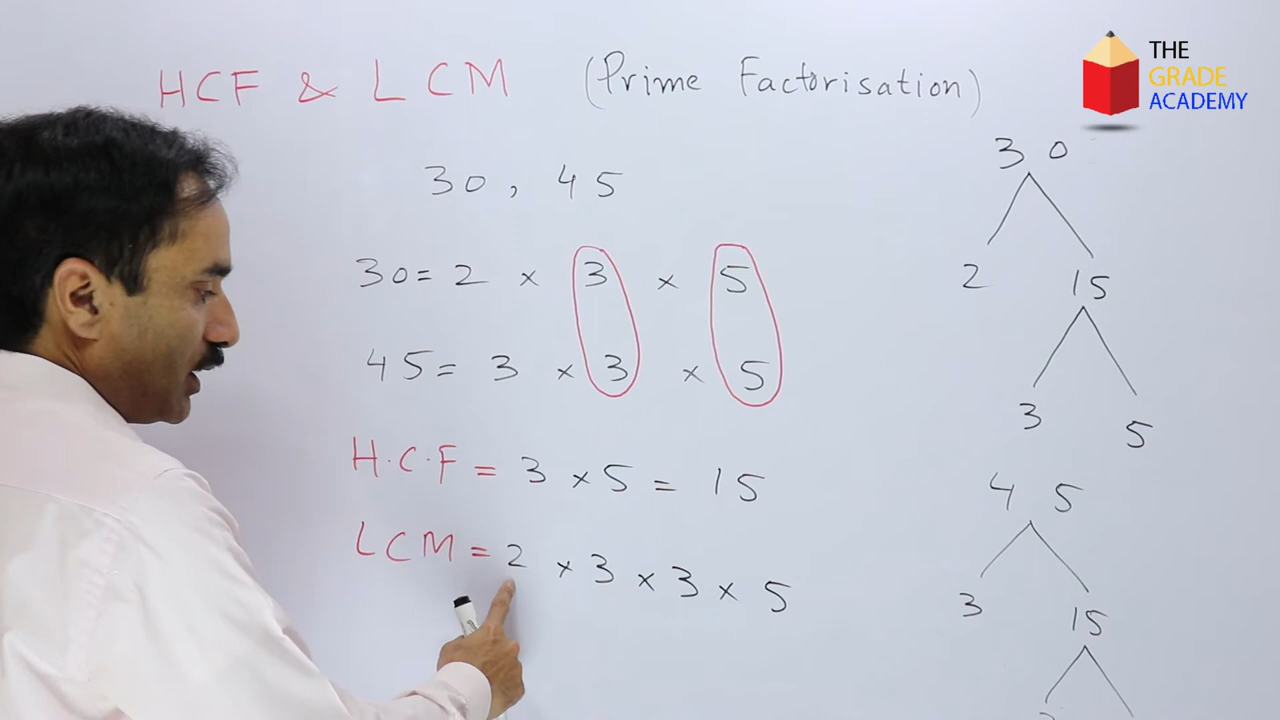 HCF & LCM (Prime Factorisation)
THE
GRADE
ACADEMY
30, 45
30 = 2 × 3 × 5
45 = 3 × 3 × 5
H.C.F = 3 × 5 = 15
LCM = 2 × 3 × 3 × 5
30
2 15
3 5
45
3 15